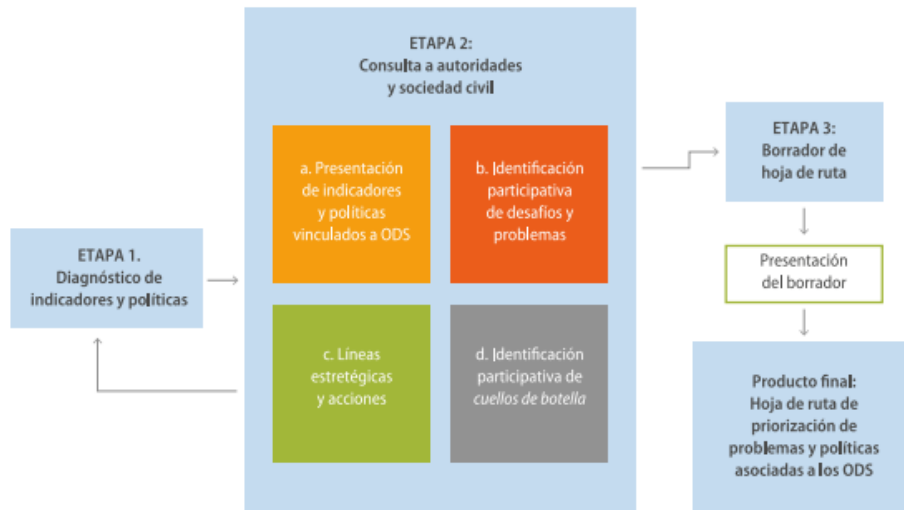 ETAPA 1.
Diagnóstico de
indicadores y políticas
ETAPA 2:
Consulta a autoridades
y sociedad civil
a. Presentación
de indicadores
y políticas
vinculados a ODS
b. Identificación
participativa
de desafíos y
problemas
c. Líneas
estretégicas
y acciones
d. Identificación
participativa de
cuellos de botella
ETAPA 3:
Borrador de
hoja de ruta
Presentación
del borrador
Producto final:
Hoja de ruta de
priorización de
problemas y políticas
asociadas a los ODS